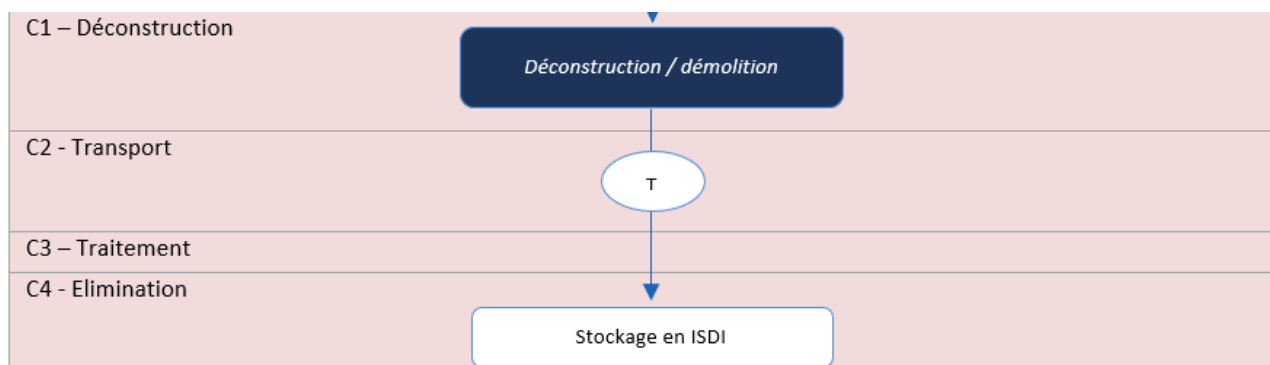 C1 – Déconstruction
Déconstruction / démolition
C2 - Transport
T
C3 – Traitement
C4 - Elimination
Stockage en ISDI